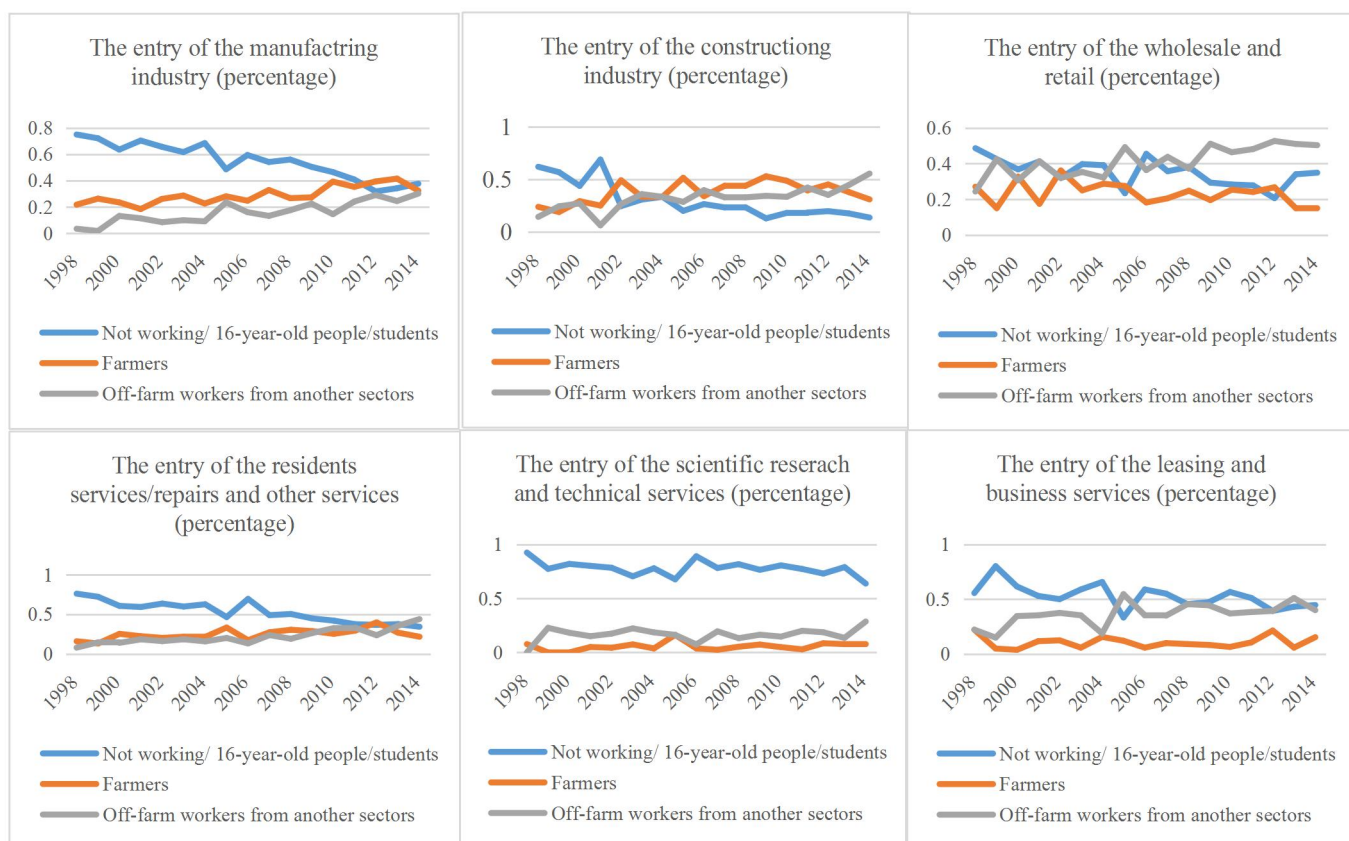 The entry of the manufactring
industry (percentage)
0.8
0.6
0.4
0.2
0
1998
2000
2002
2004
2006
2008
2010
2012
2014
Not working/ 16-year-old people/students
Farmers
Off-farm workers from another sectors
The entry of the constructiong
industry (percentage)
1
0.5
0
1998
2000
2002
2004
2006
2008
2010
2012
2014
Not working/ 16-year-old people/students
Farmers
Off-farm workers from another sectors
The entry of the wholesale and
retail (percentage)
0.6
0.4
0.2
0
1998
2000
2002
2004
2006
2008
2010
2012
2014
Not working/ 16-year-old people/students
Farmers
Off-farm workers from another sectors
The entry of the residents
services/repairs and other services
(percentage)
1
0.5
0
1998
2000
2002
2004
2006
2008
2010
2012
2014
Not working/ 16-year-old people/students
Farmers
Off-farm workers from another sectors
The entry of the scientific reserach
and technical services (percentage)
1
0.5
0
1998
2000
2002
2004
2006
2008
2010
2012
2014
Not working/ 16-year-old people/students
Farmers
Off-farm workers from another sectors
The entry of the leasing and
business services (percentage)
1
0.5
0
1998
2000
2002
2004
2006
2008
2010
2012
2014
Not working/ 16-year-old people/students
Farmers
Off-farm workers from another sectors